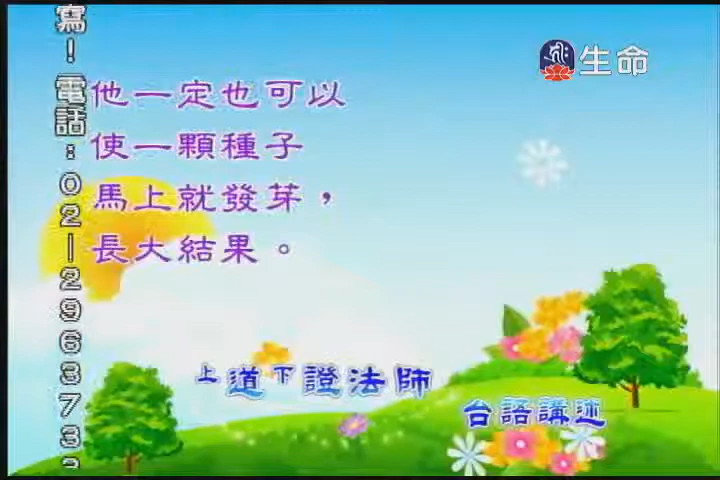 寫！電話：02－2963733
生命
他一定也可以
使一顆種子
馬上就發芽，
長大結果。
上道下證法師
台語講述